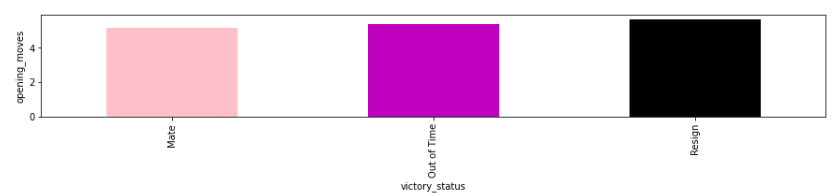 opening_moves
4
2
0
Mate
Out of Time
Resign
victory_status